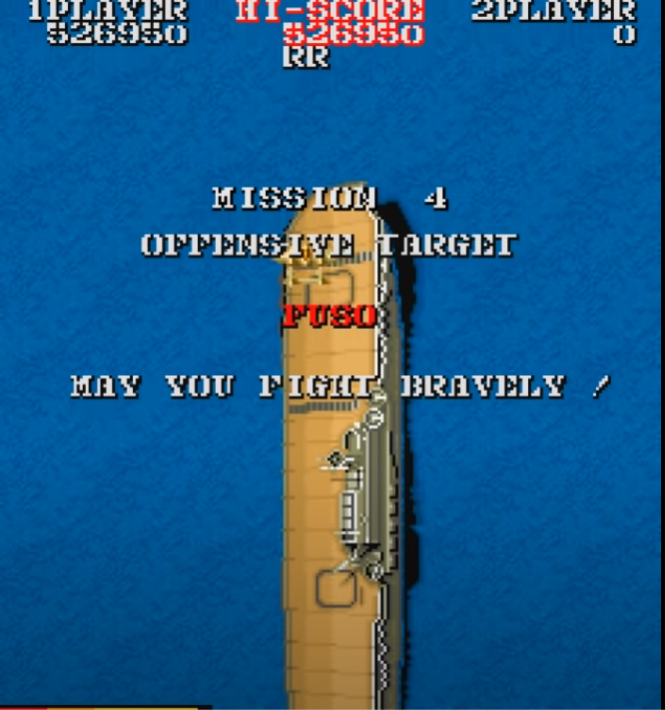 1PLAYER HI-SCORE 2PLAYER
526950 526950 0
RR
MISSION 4
OFFENSIVE TARGET
FUSO
MAY YOU FIGHT BRAVELY !